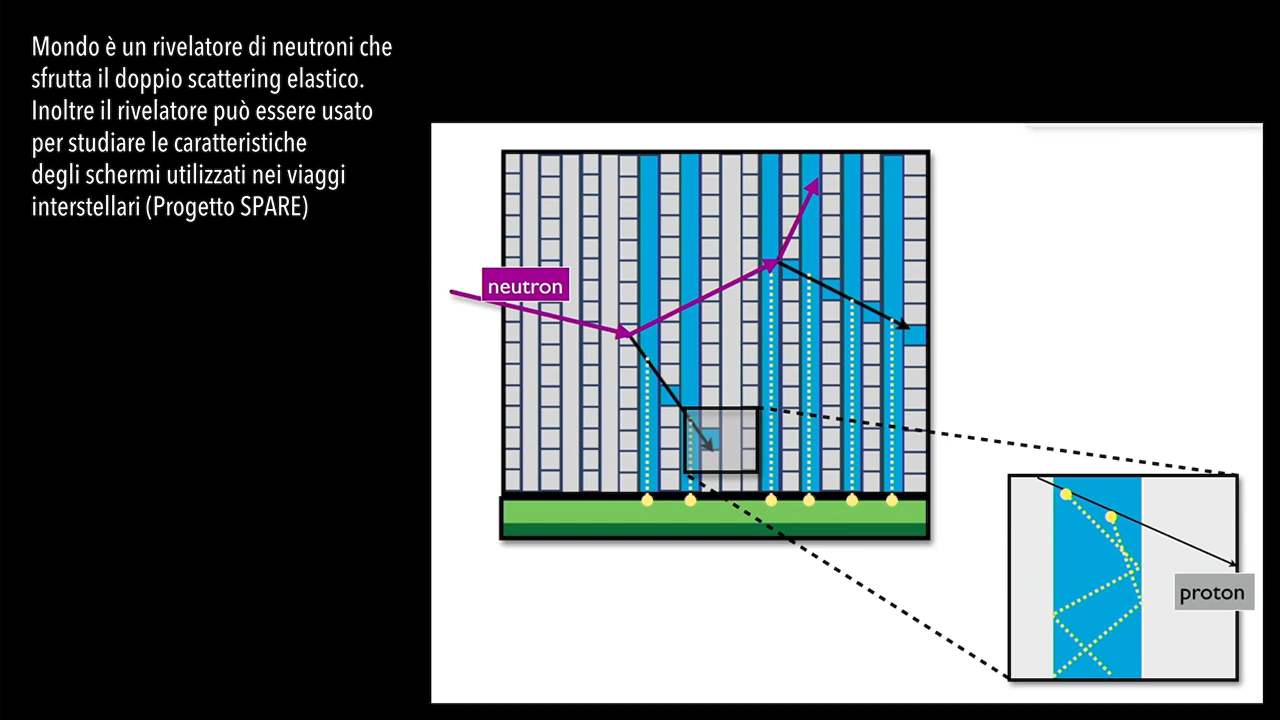 Mondo è un rivelatore di neutroni che
sfrutta il doppio scattering elastico.
Inoltre il rivelatore può essere usato
per studiare le caratteristiche
degli schermi utilizzati nei viaggi
interstellari (Progetto SPARE)
neutron
proton